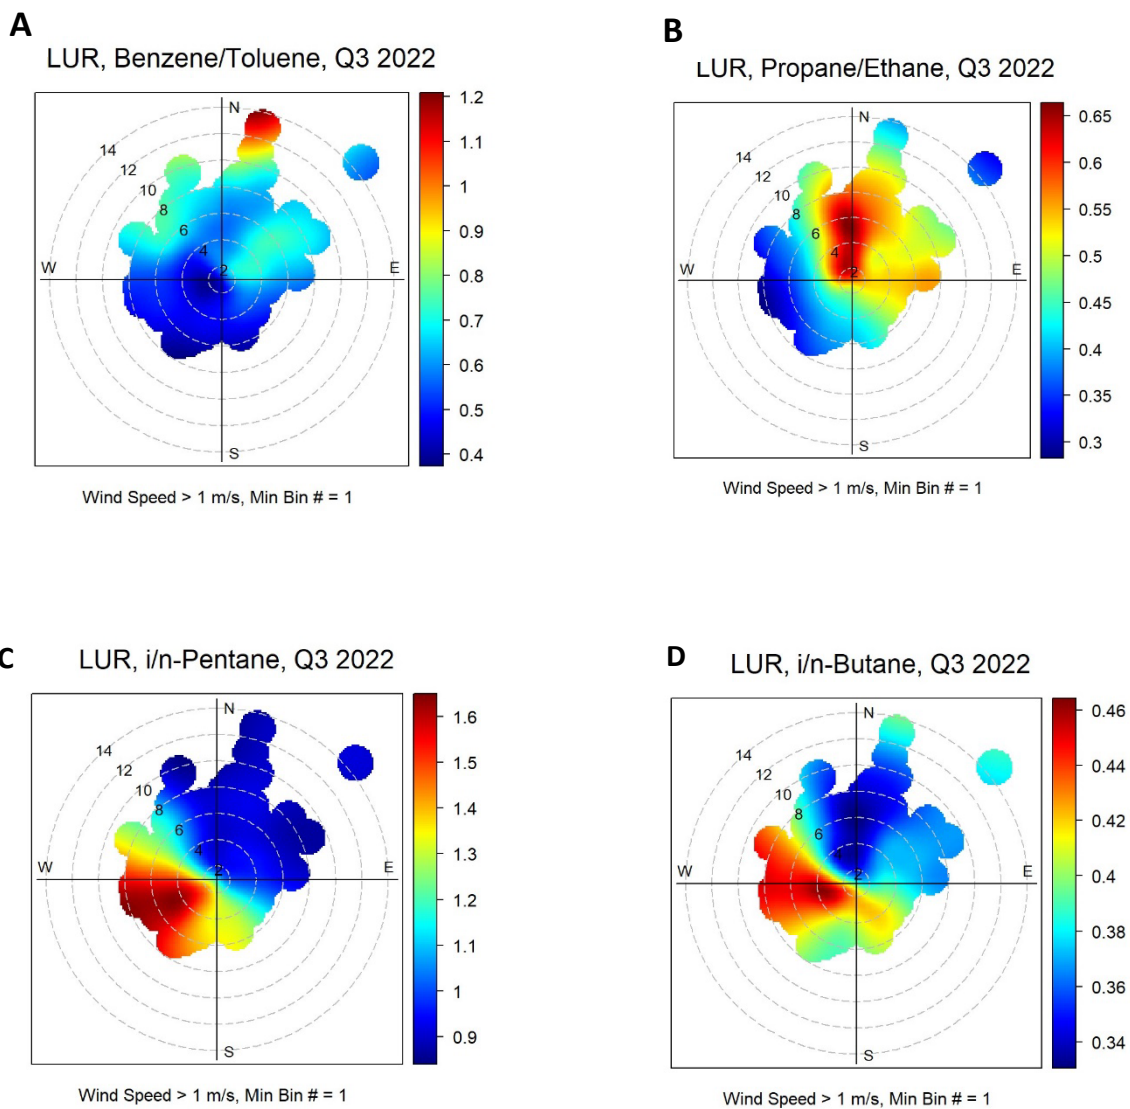 A
LUR, Benzene/Toluene, Q3 2022
N
14
12
10
8
6
4
2
W
E
S
1.2
1.1
1.0
0.9
0.8
0.7
0.6
0.5
0.4
Wind Speed > 1 m/s, Min Bin # = 1
B
LUR, Propane/Ethane, Q3 2022
N
14
12
10
8
6
4
2
W
E
S
0.65
0.6
0.55
0.5
0.45
0.4
0.35
0.3
Wind Speed > 1 m/s, Min Bin # = 1
C
LUR, i/n-Pentane, Q3 2022
N
14
12
10
8
6
4
2
W
E
S
1.6
1.5
1.4
1.3
1.2
1.1
1
0.9
Wind Speed > 1 m/s, Min Bin # = 1
D
LUR, i/n-Butane, Q3 2022
N
14
12
10
8
6
4
2
W
E
S
0.46
0.44
0.42
0.4
0.38
0.36
0.34
Wind Speed > 1 m/s, Min Bin # = 1